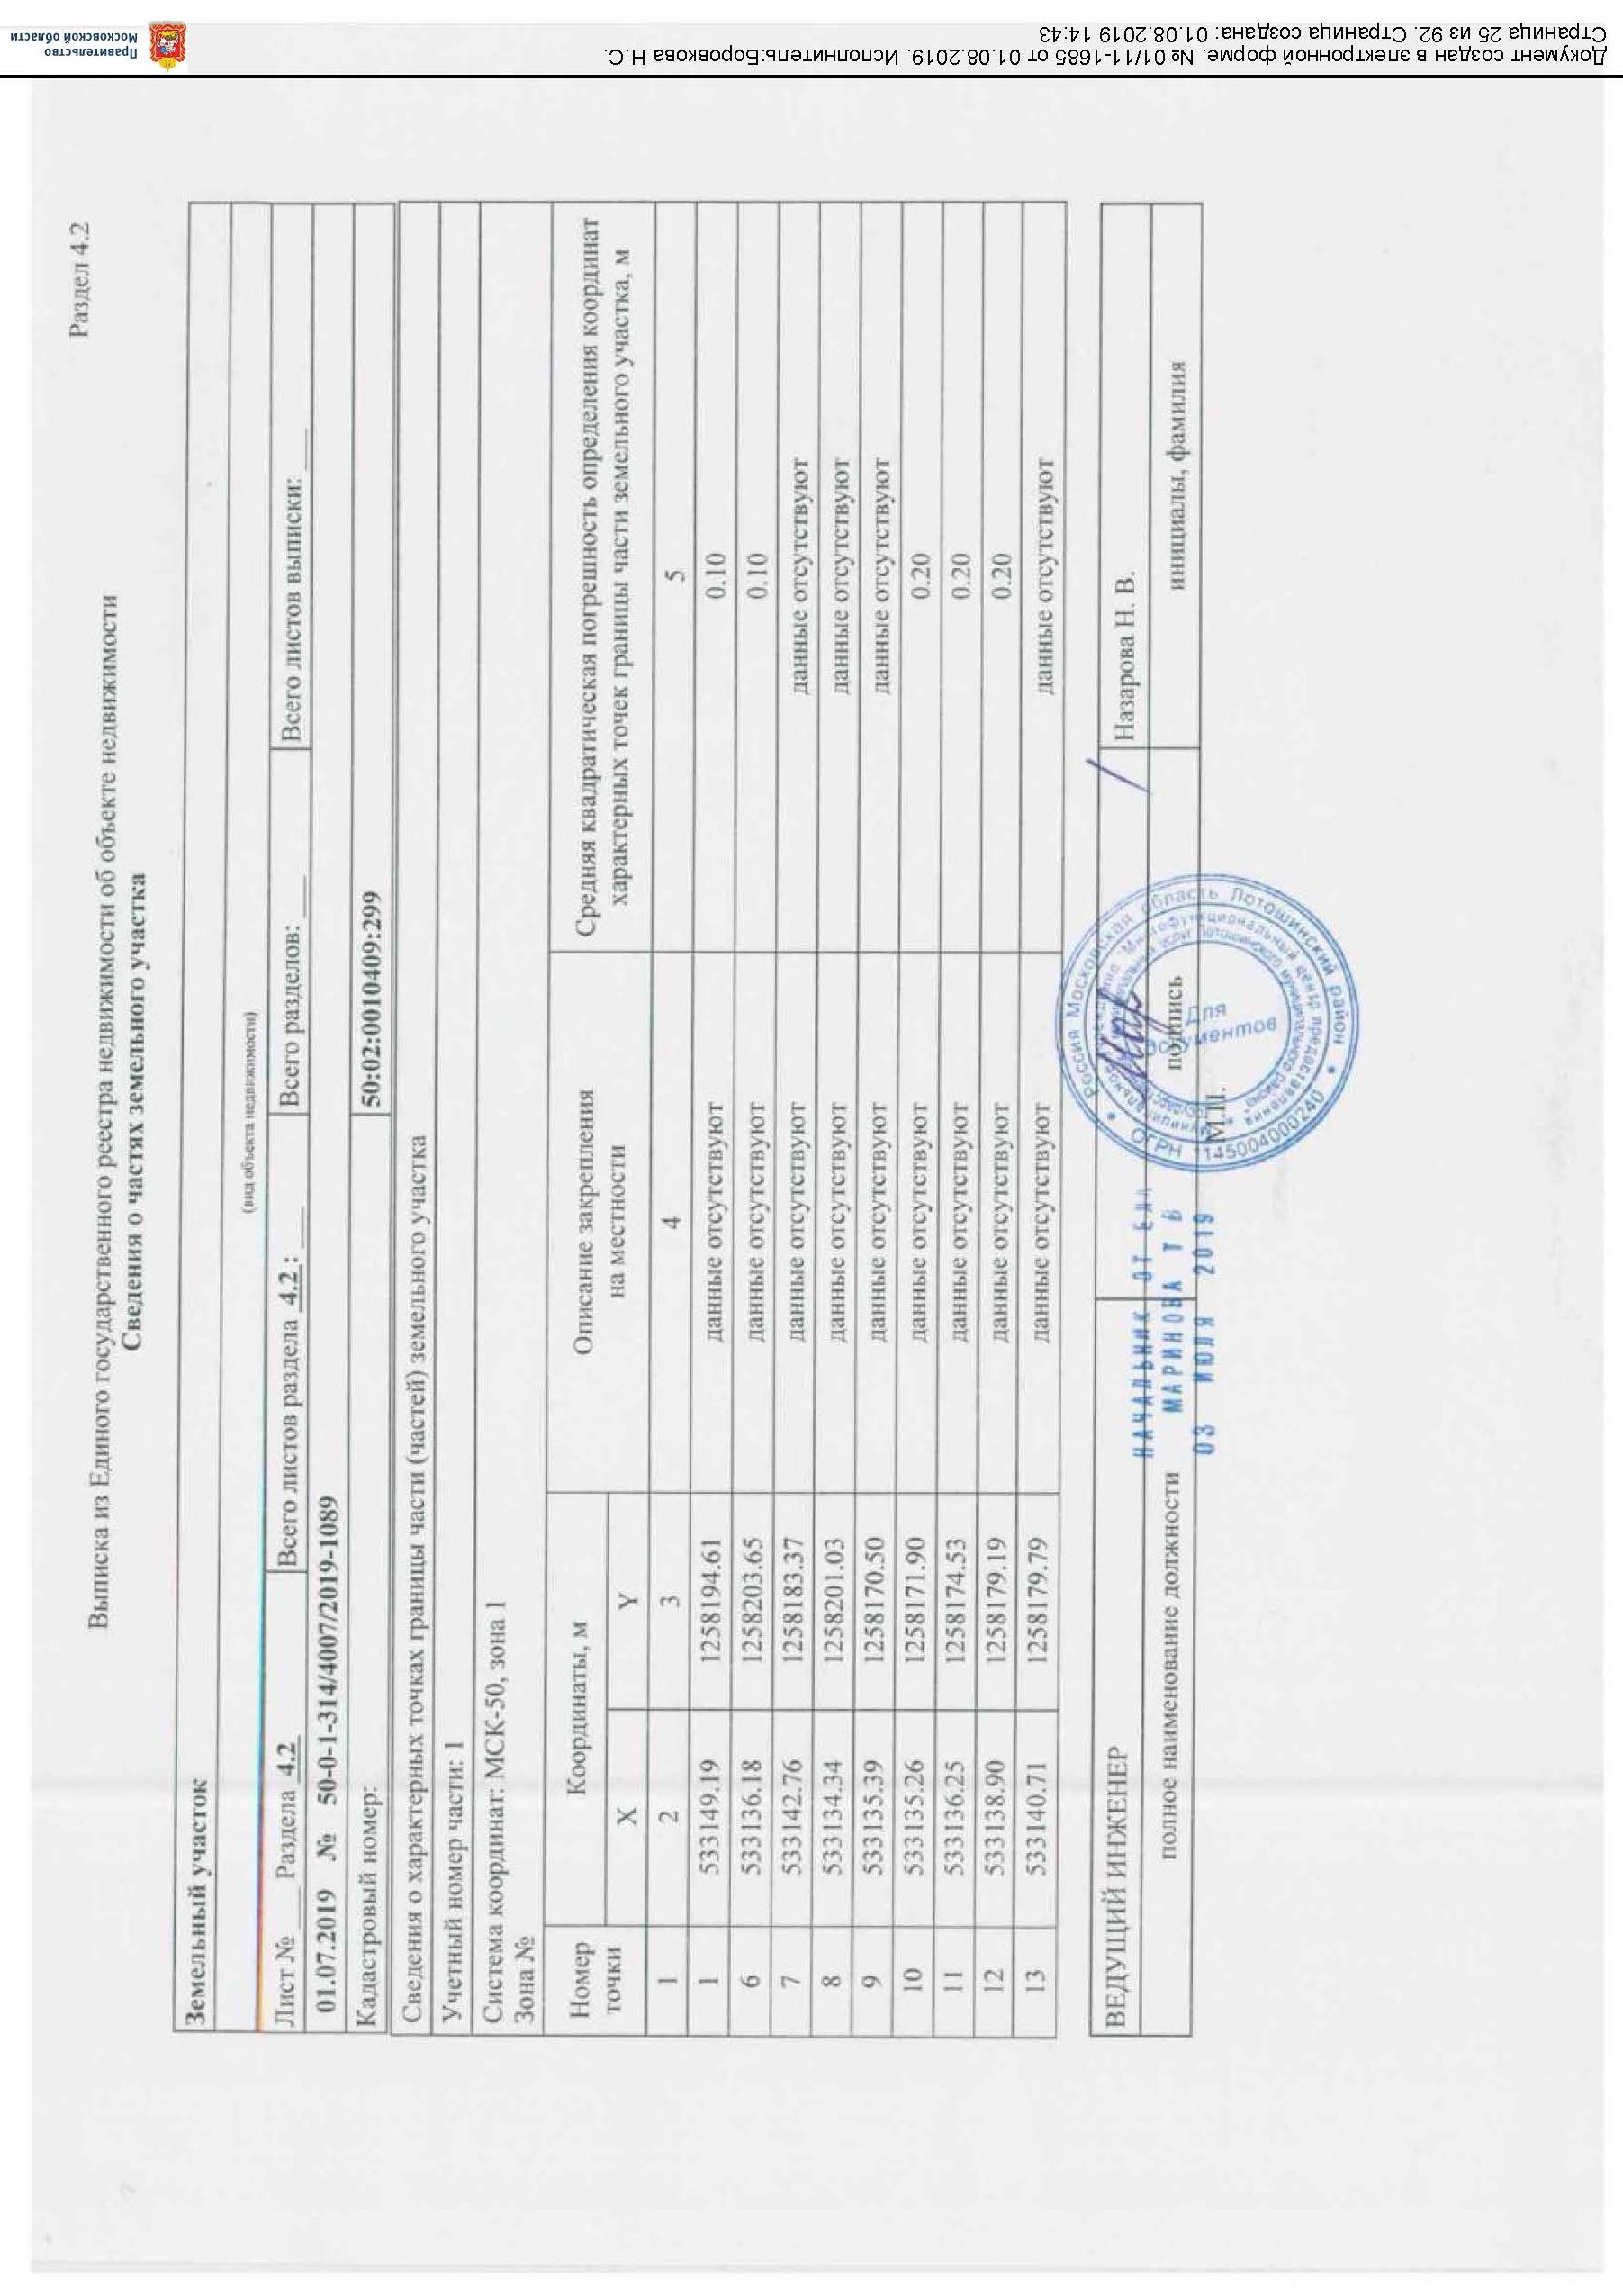 Документ создан в электронной форме. № 01/11-1685 от 01.08.2019. Исполнитель:Боровкова Н.С.
Страница 25 из 92. Страница создана: 01.08.2019 14:43
Правительство
Московской области
Раздел 4.2
Выписка из Единого государственного реестра недвижимости об объекте недвижимости
Сведения о частях земельного участка
Земельный участок
(вид объекта недвижимости)
Лист № ___ Раздела 4.2 Всего листов раздела 4.2 : ___ Всего разделов: ___ Всего листов выписки: ___
01.07.2019 № 50-0-1-314/4007/2019-1089
Кадастровый номер: 50:02:0010409:299
Сведения о характерных точках границы части (частей) земельного участка
Учетный номер части: 1
Система координат: МСК-50, зона 1
Зона №
Номер точки Координаты, м Описание закрепления на местности Средняя квадратическая погрешность определения координат характерных точек границы части земельного участка, м
X Y
1 2 3 4 5
1 533149.19 1258194.61 данные отсутствуют 0.10
6 533136.18 1258203.65 данные отсутствуют 0.10
7 533142.76 1258183.37 данные отсутствуют данные отсутствуют
8 533134.34 1258201.03 данные отсутствуют данные отсутствуют
9 533135.39 1258170.50 данные отсутствуют данные отсутствуют
10 533135.26 1258171.90 данные отсутствуют 0.20
11 533136.25 1258174.53 данные отсутствуют 0.20
12 533138.90 1258179.19 данные отсутствуют 0.20
13 533140.71 1258179.79 данные отсутствуют данные отсутствуют
ВЕДУЩИЙ ИНЖЕНЕР Назарова Н. В.
полное наименование должности подпись инициалы, фамилия
М.П.
НАЧАЛЬНИК ОТДЕЛА
МАРИНОВА Т В
03 ИЮЛЯ 2019
Россия Московская область Лотошинский район
ОГРН 1145004000240
Для
документов